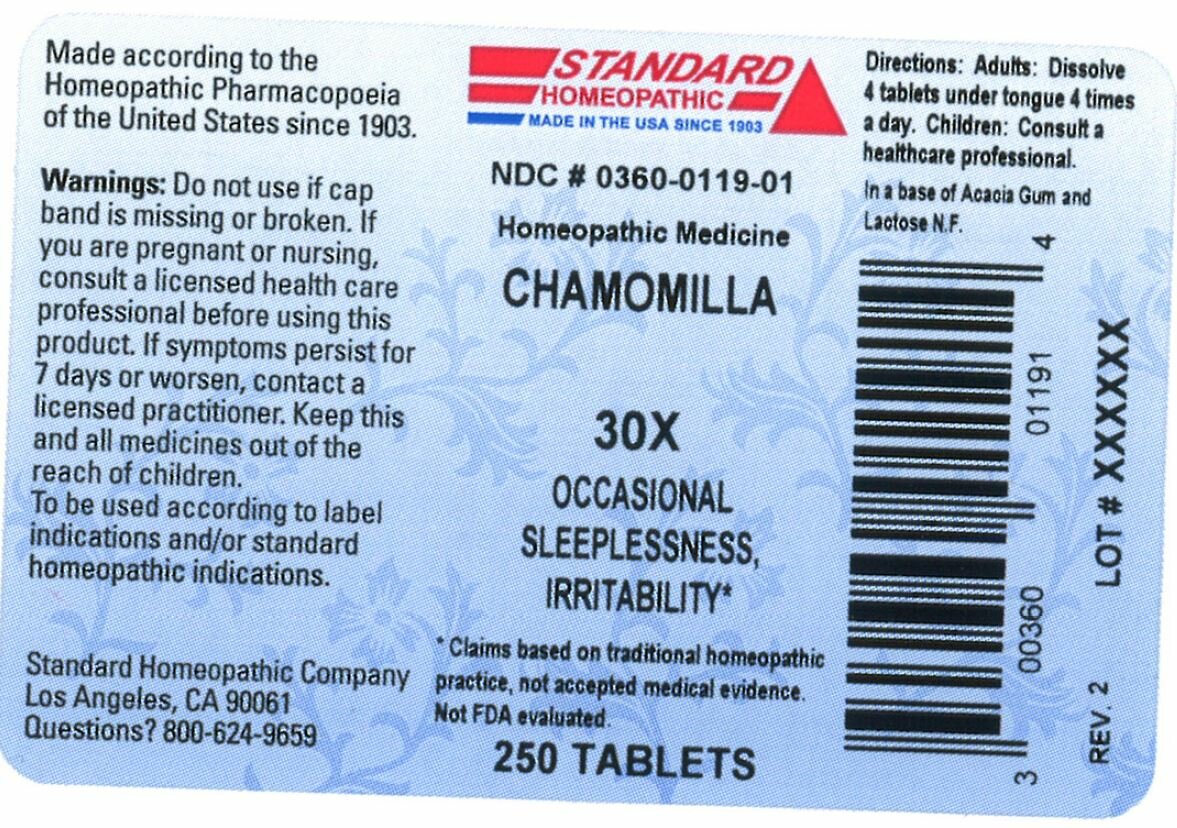 Made according to the
Homeopathic Pharmacopoeia
of the United States since 1903.
Warnings: Do not use if cap
band is missing or broken. If
you are pregnant or nursing,
consult a licensed health care
professional before using this
product. If symptoms persist for
7 days or worsen, contact a
licensed practitioner. Keep this
and all medicines out of the
reach of children.
To be used according to label
indications and/or standard
homeopathic indications.
Standard Homeopathic Company
Los Angeles, CA 90061
Questions? 800-624-9659
STANDARD
HOMEOPATHIC
MADE IN THE USA SINCE 1903
NDC # 0360-0119-01
Homeopathic Medicine
CHAMOMILLA
30X
OCCASIONAL
SLEEPLESSNESS,
IRRITABILITY*
* Claims based on traditional homeopathic
practice, not accepted medical evidence.
Not FDA evaluated.
250 TABLETS
Directions: Adults: Dissolve
4 tablets under tongue 4 times
a day. Children: Consult a
healthcare professional.
In a base of Acacia Gum and
Lactose N.F.
3 00360 01191 4
REV. 2 LOT # XXXXXX